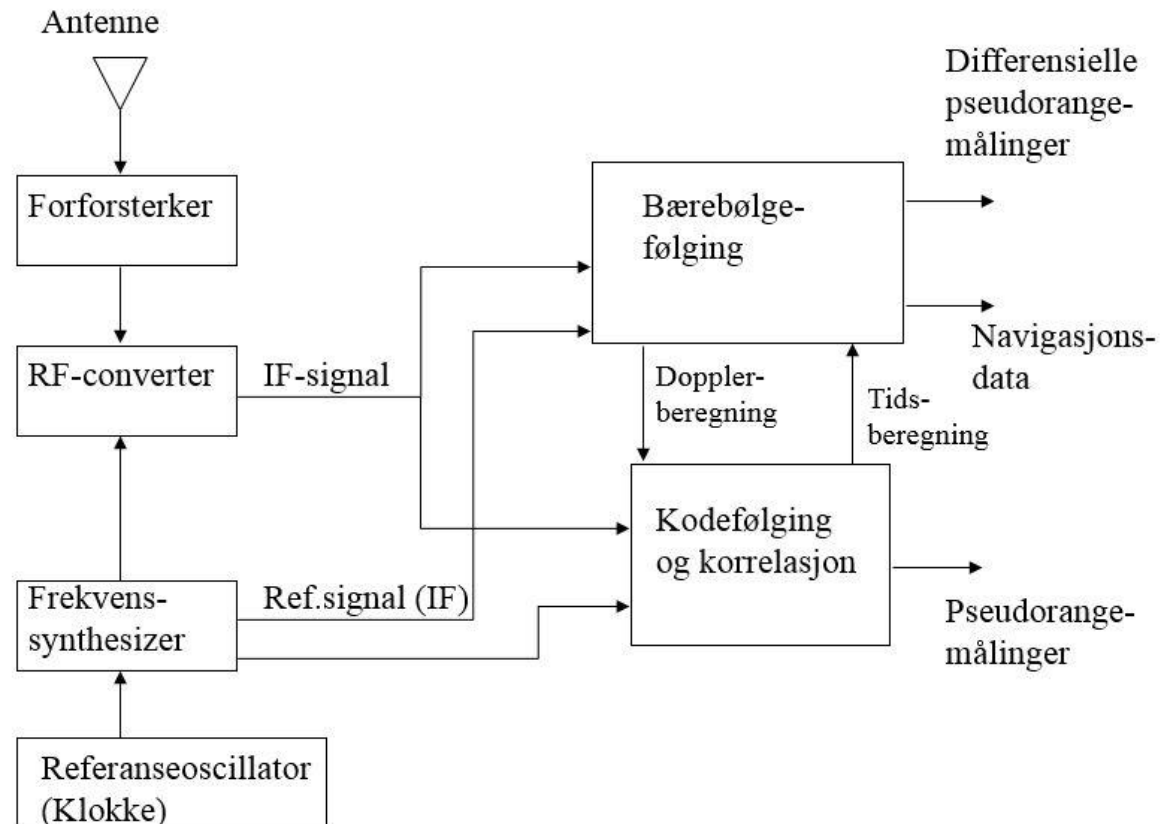 Antenne
Forforsterker
RF-converter
IF-signal
Frekvens-
synthesizer
Ref.signal (IF)
Referanseoscillator
(Klokke)
Bærebølge-
følging
Doppler-
beregning
Tids-
beregning
Kodefølging
og korrelasjon
Differensielle
pseudorange-
målinger
Navigasjons-
data
Pseudorange-
målinger